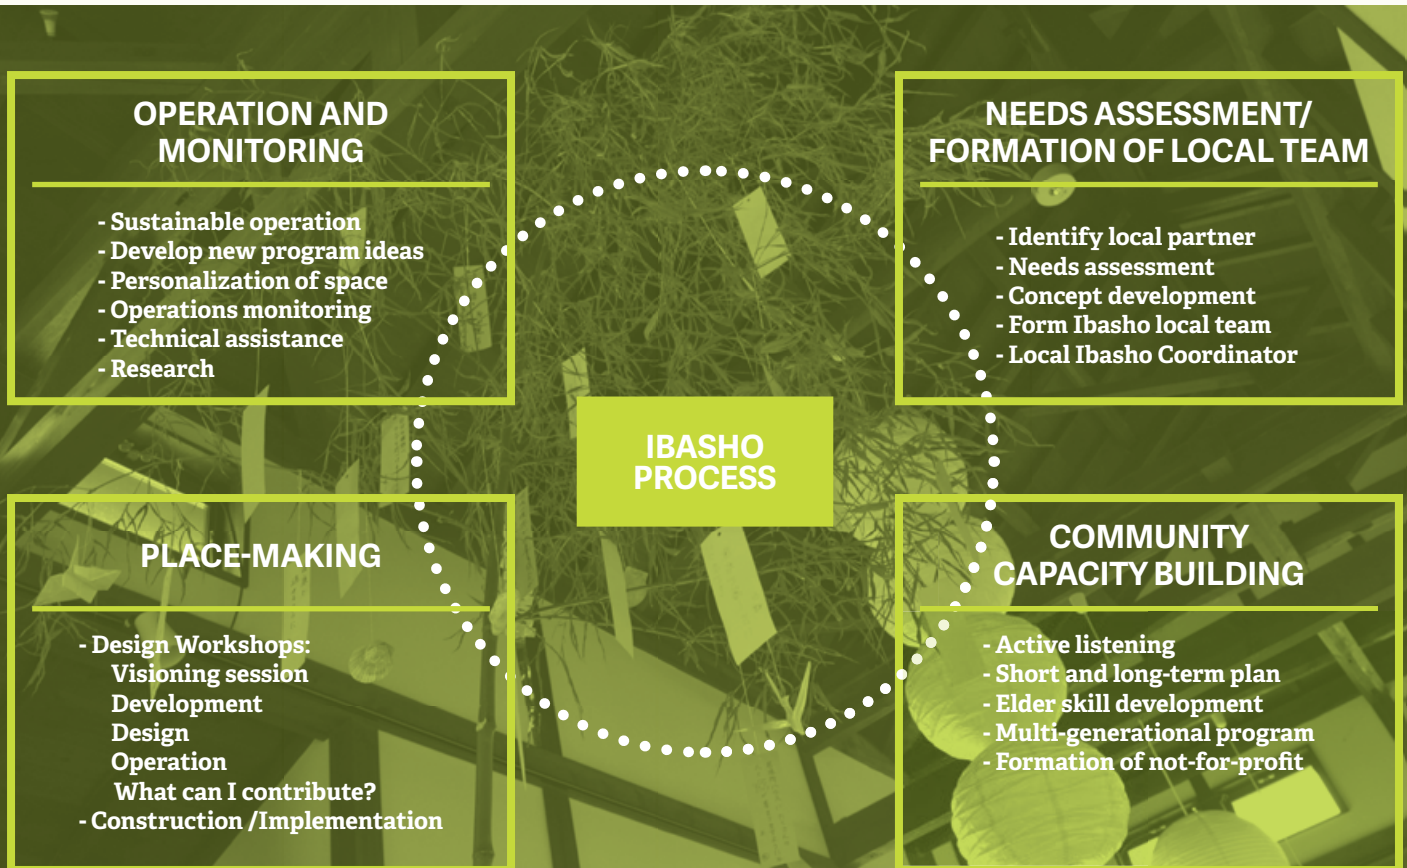 OPERATION AND
MONITORING
- Sustainable operation
- Develop new program ideas
- Personalization of space
- Operations monitoring
- Technical assistance
- Research
NEEDS ASSESSMENT/
FORMATION OF LOCAL TEAM
- Identify local partner
- Needs assessment
- Concept development
- Form Ibasho local team
- Local Ibasho Coordinator
IBASHO
PROCESS
PLACE-MAKING
- Design Workshops:
Visioning session
Development
Design
Operation
What can I contribute?
- Construction /Implementation
COMMUNITY
CAPACITY BUILDING
- Active listening
- Short and long-term plan
- Elder skill development
- Multi-generational program
- Formation of not-for-profit